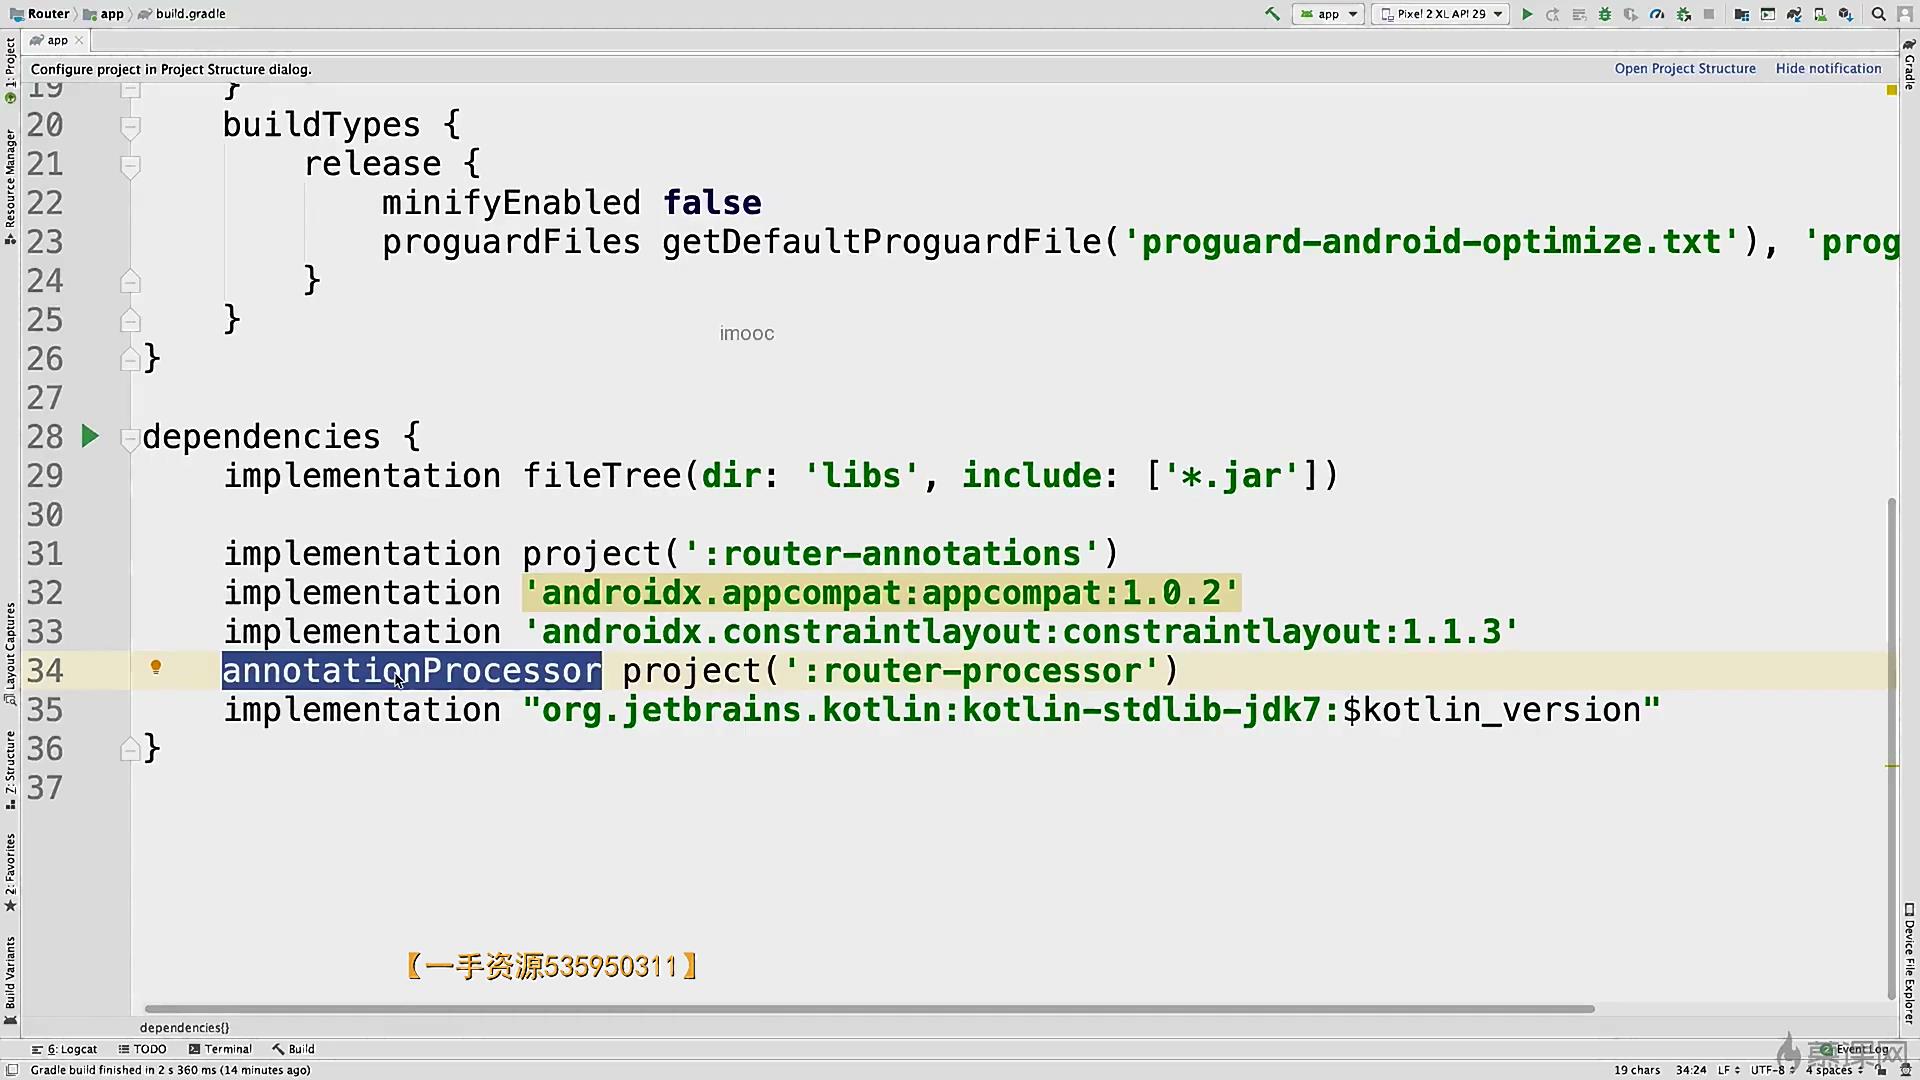 Router app build.gradle
app Pixel 2 XL API 29
app
Configure project in Project Structure dialog. Open Project Structure Hide notification
19 }
20 buildTypes {
21 release {
22 minifyEnabled false
23 proguardFiles getDefaultProguardFile('proguard-android-optimize.txt'), 'prog
24 }
25 }
imooc
26 }
27
28 dependencies {
29 implementation fileTree(dir: 'libs', include: ['*.jar'])
30
31 implementation project(':router-annotations')
32 implementation 'androidx.appcompat:appcompat:1.0.2'
33 implementation 'androidx.constraintlayout:constraintlayout:1.1.3'
34 annotationProcessor project(':router-processor')
35 implementation "org.jetbrains.kotlin:kotlin-stdlib-jdk7:$kotlin_version"
36 }
37
【一手资源535950311】
dependencies{}
1: Project
Resource Manager
Layout Captures
7: Structure
2: Favorites
Build Variants
Gradle
Device File Explorer
6: Logcat TODO Terminal Build Event Log
慕课网
Gradle build finished in 2 s 360 ms (14 minutes ago) 19 chars 34:24 LF UTF-8 4 spaces